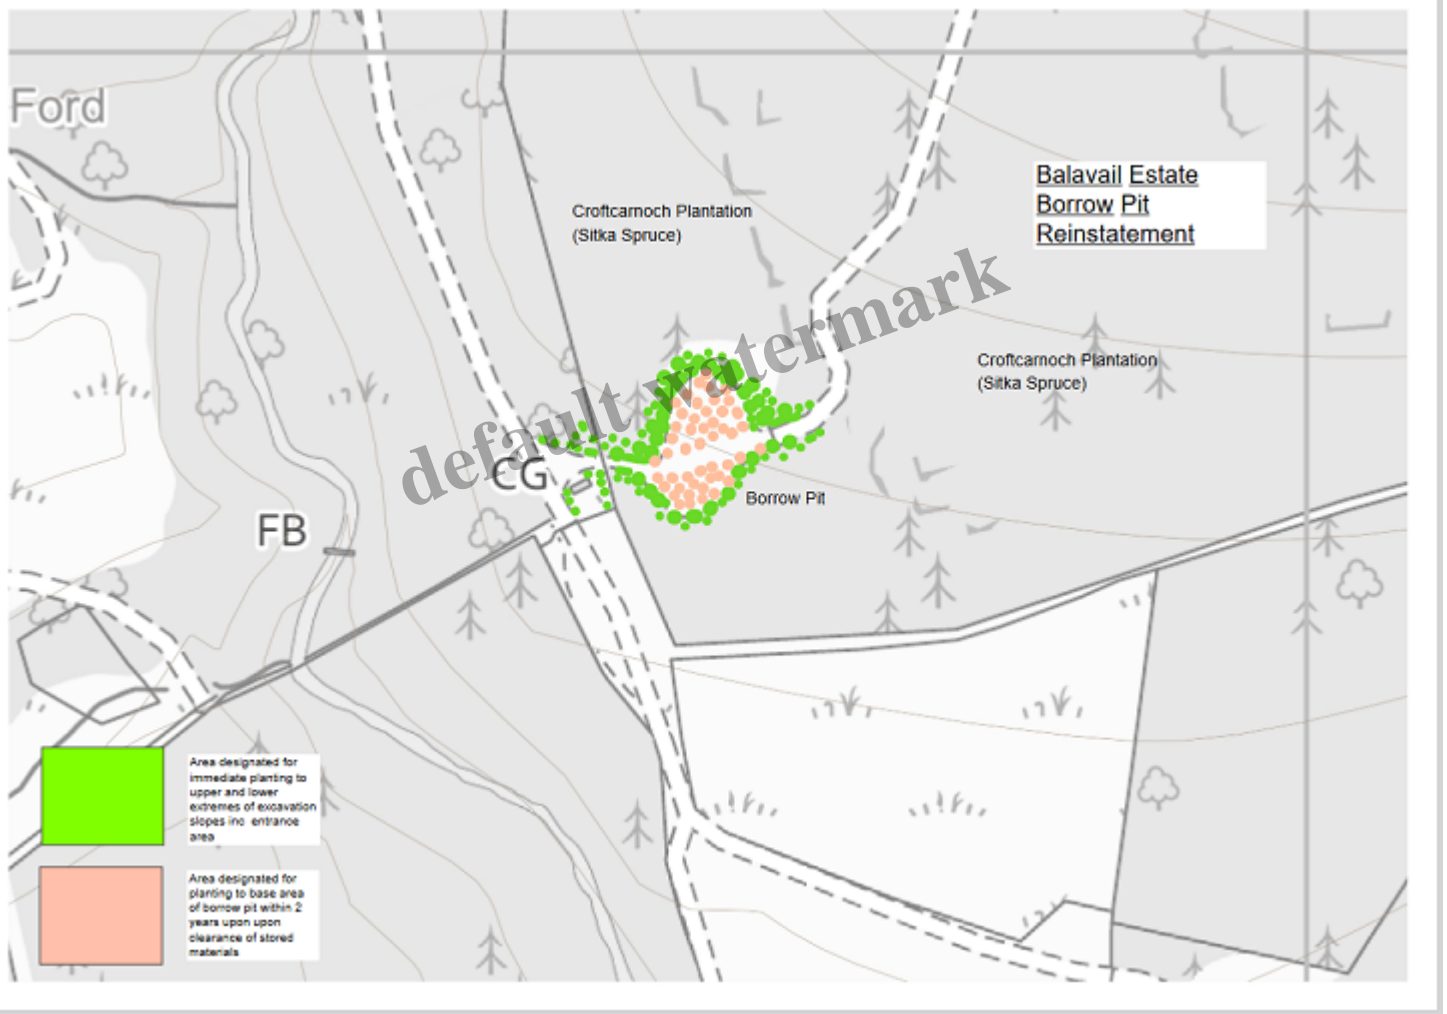 Ford
Balavail Estate
Borrow Pit
Reinstatement
Croftcarnoch Plantation
(Sitka Spruce)
default watermark
Croftcarnoch Plantation
(Sitka Spruce)
CG
Borrow Pit
FB
Area designated for
immediate planting to
upper and lower
extremes of excavation
slopes inc entrance
area
Area designated for
planting to base area
of borrow pit within 2
years upon upon
clearance of stored
materials